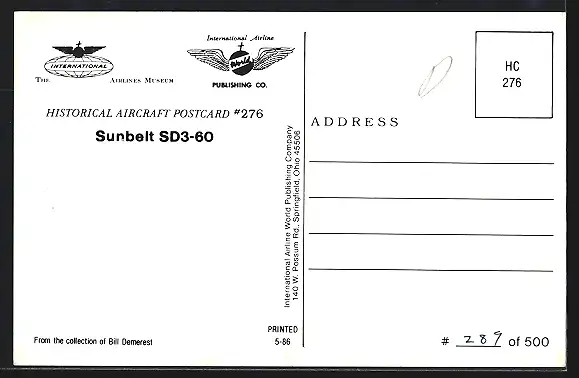 INTERNATIONAL
THE AIRLINES MUSEUM
International Airline
World
PUBLISHING CO.
HISTORICAL AIRCRAFT POSTCARD #276
Sunbelt SD3-60
From the collection of Bill Demerest
International Airline World Publishing Company
140 W. Possum Rd., Springfield, Ohio 45506
PRINTED
5-86
HC
276
ADDRESS
# 289 of 500